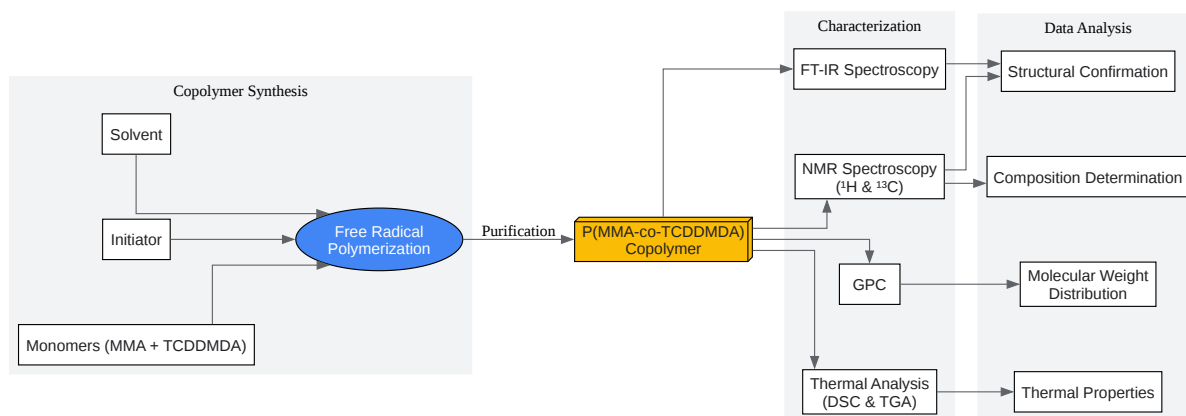 Copolymer Synthesis
Solvent
Initiator
Monomers (MMA + TCDDMDA)
Free Radical
Polymerization
Purification
P(MMA-co-TCDDMDA)
Copolymer
Characterization
FT-IR Spectroscopy
NMR Spectroscopy
(¹H & ¹³C)
GPC
Thermal Analysis
(DSC & TGA)
Data Analysis
Structural Confirmation
Composition Determination
Molecular Weight
Distribution
Thermal Properties